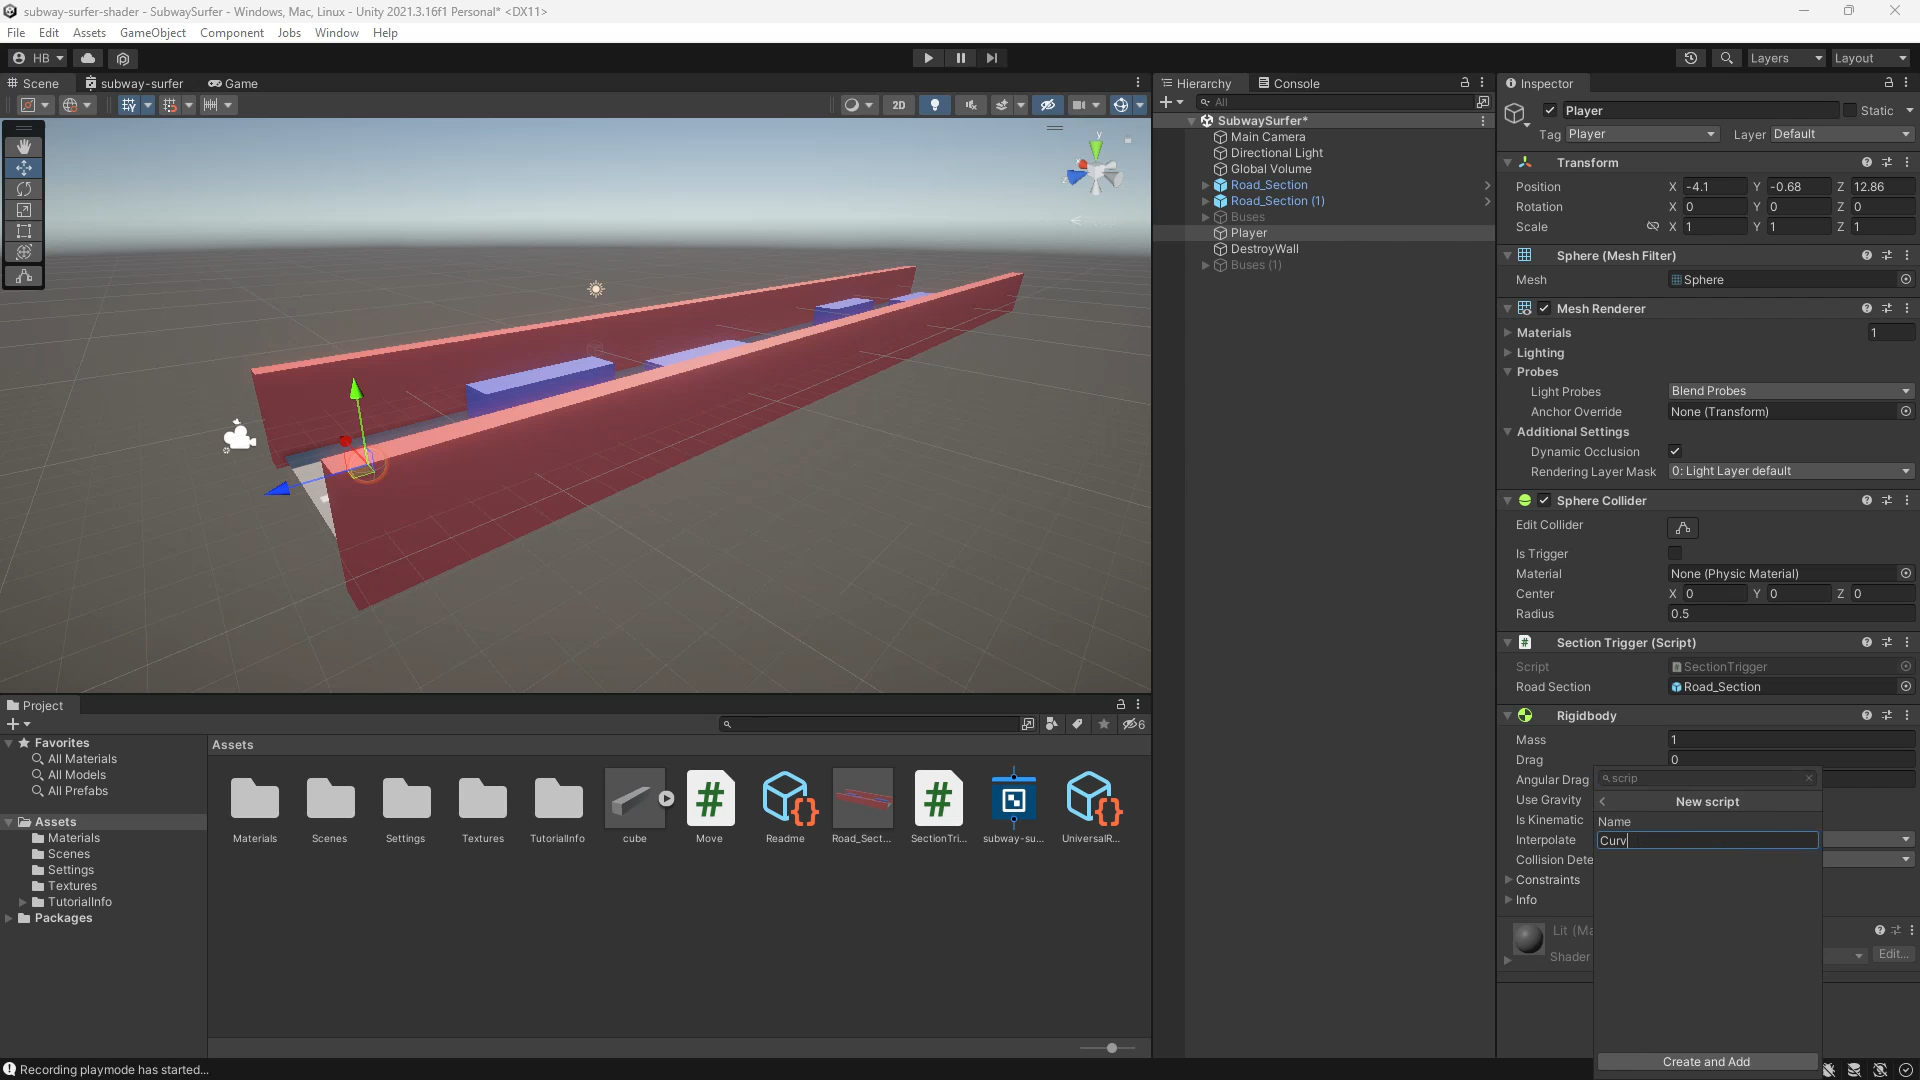 subway-surfer-shader - SubwaySurfer - Windows, Mac, Linux - Unity 2021.3.16f1 Personal* <DX11>
File Edit Assets GameObject Component Jobs Window Help
HB
Layers
Layout
Scene
subway-surfer
Game
2D
y
Hierarchy
Console
All
SubwaySurfer*
Main Camera
Directional Light
Global Volume
Road_Section
Road_Section (1)
Buses
Player
DestroyWall
Buses (1)
Inspector
Player
Static
Tag Player
Layer Default
Transform
Position X -4.1 Y -0.68 Z 12.86
Rotation X 0 Y 0 Z 0
Scale X 1 Y 1 Z 1
Sphere (Mesh Filter)
Mesh Sphere
Mesh Renderer
Materials 1
Lighting
Probes
Light Probes Blend Probes
Anchor Override None (Transform)
Additional Settings
Dynamic Occlusion
Rendering Layer Mask 0: Light Layer default
Sphere Collider
Edit Collider
Is Trigger
Material None (Physic Material)
Center X 0 Y 0 Z 0
Radius 0.5
Section Trigger (Script)
Script SectionTrigger
Road Section Road_Section
Rigidbody
Mass 1
Drag 0
Angular Drag
Use Gravity
Is Kinematic
Interpolate
Collision Dete
Constraints
Info
Lit (Ma
Shader
Edit...
scrip
New script
Name
Curv
Create and Add
Project
6
Favorites
All Materials
All Models
All Prefabs
Assets
Materials
Scenes
Settings
Textures
TutorialInfo
Packages
Assets
Materials
Scenes
Settings
Textures
TutorialInfo
cube
Move
Readme
Road_Sect...
SectionTri...
subway-su...
UniversalR...
Recording playmode has started...